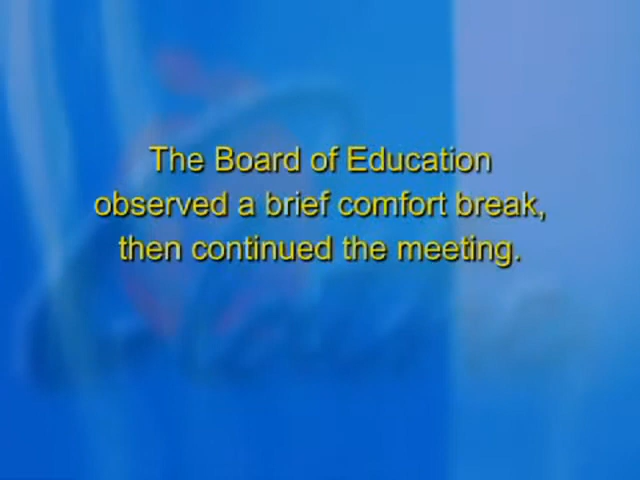 The Board of Education
observed a brief comfort break,
then continued the meeting.